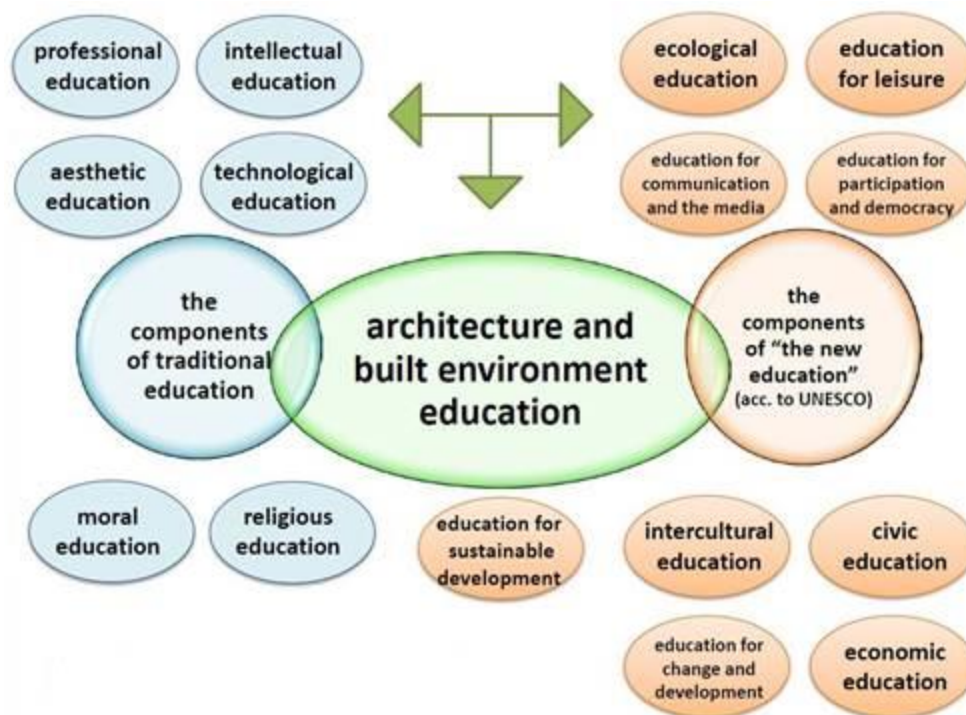 professional
education
intellectual
education
aesthetic
education
technological
education
ecological
education
education
for leisure
education for
communication
and the media
education for
participation
and democracy
the
components
of traditional
education
architecture and
built environment
education
the
components
of “the new
education”
(acc. to UNESCO)
moral
education
religious
education
education for
sustainable
development
intercultural
education
civic
education
education for
change and
development
economic
education